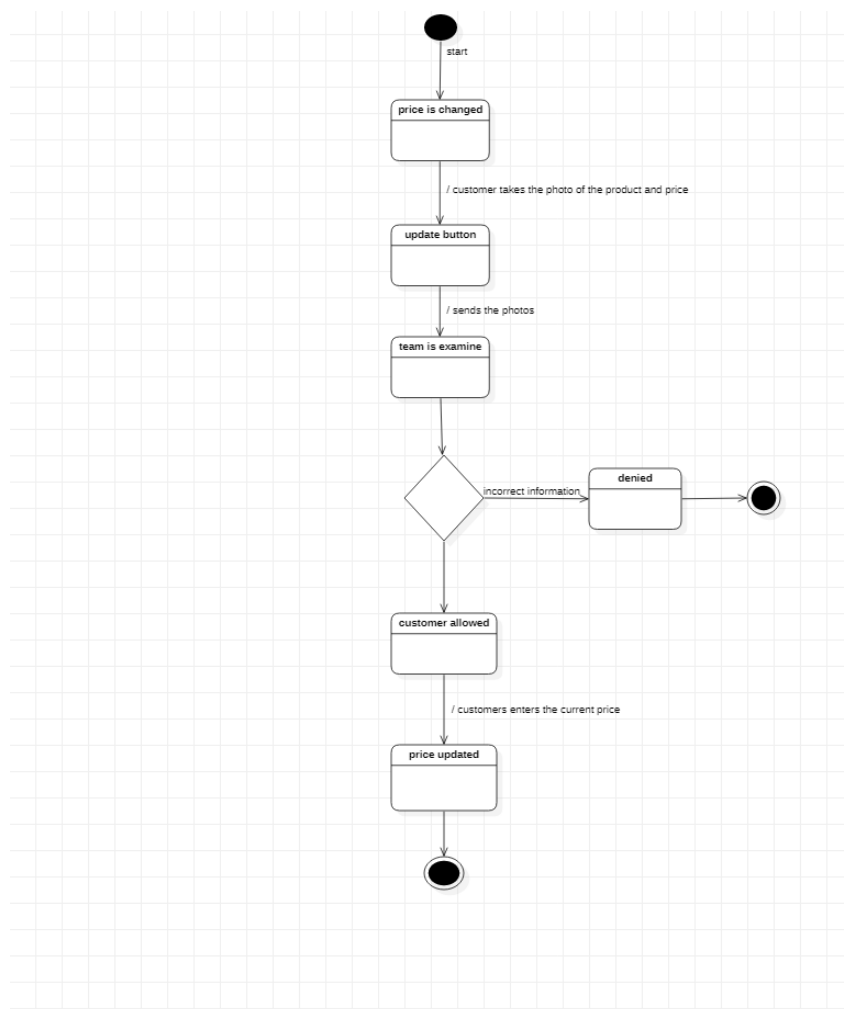 start
price is changed
/ customer takes the photo of the product and price
update button
/ sends the photos
team is examine
incorrect information
denied
customer allowed
/ customers enters the current price
price updated